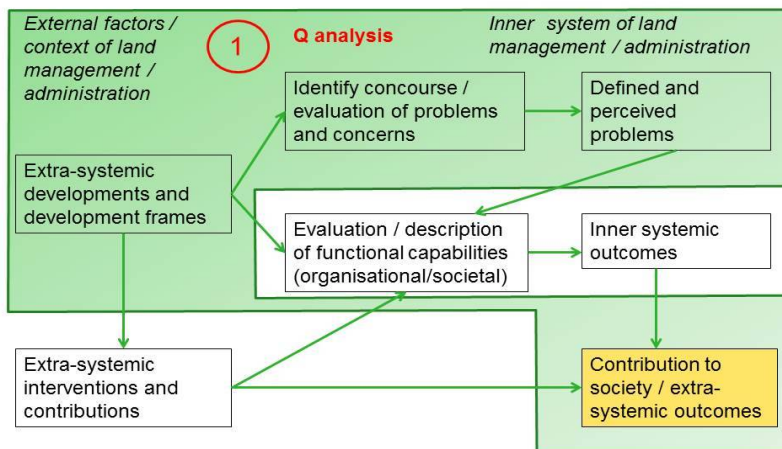 External factors /
context of land
management /
administration
1
Q analysis
Inner system of land
management / administration
Identify concourse /
evaluation of problems
and concerns
Defined and
perceived
problems
Extra-systemic
developments and
development frames
Evaluation / description
of functional capabilities
(organisational/societal)
Inner systemic
outcomes
Extra-systemic
interventions and
contributions
Contribution to
society / extra-
systemic outcomes